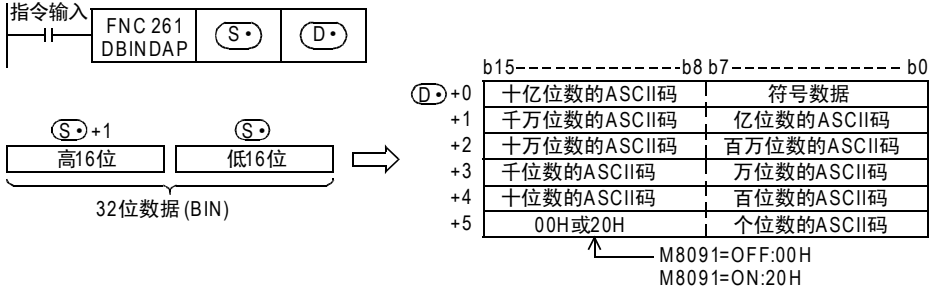 指令输入
FNC 261
DBINDAP
S·
D·
b15 b8 b7 b0
D· +0 十亿位数的ASCII码 符号数据
+1 千万位数的ASCII码 亿位数的ASCII码
+2 十万位数的ASCII码 百万位数的ASCII码
+3 千位数的ASCII码 万位数的ASCII码
+4 十位数的ASCII码 百位数的ASCII码
+5 00H或20H 个位数的ASCII码
S· +1 S·
高16位 低16位
32位数据 (BIN)
M8091=OFF:00H
M8091=ON:20H